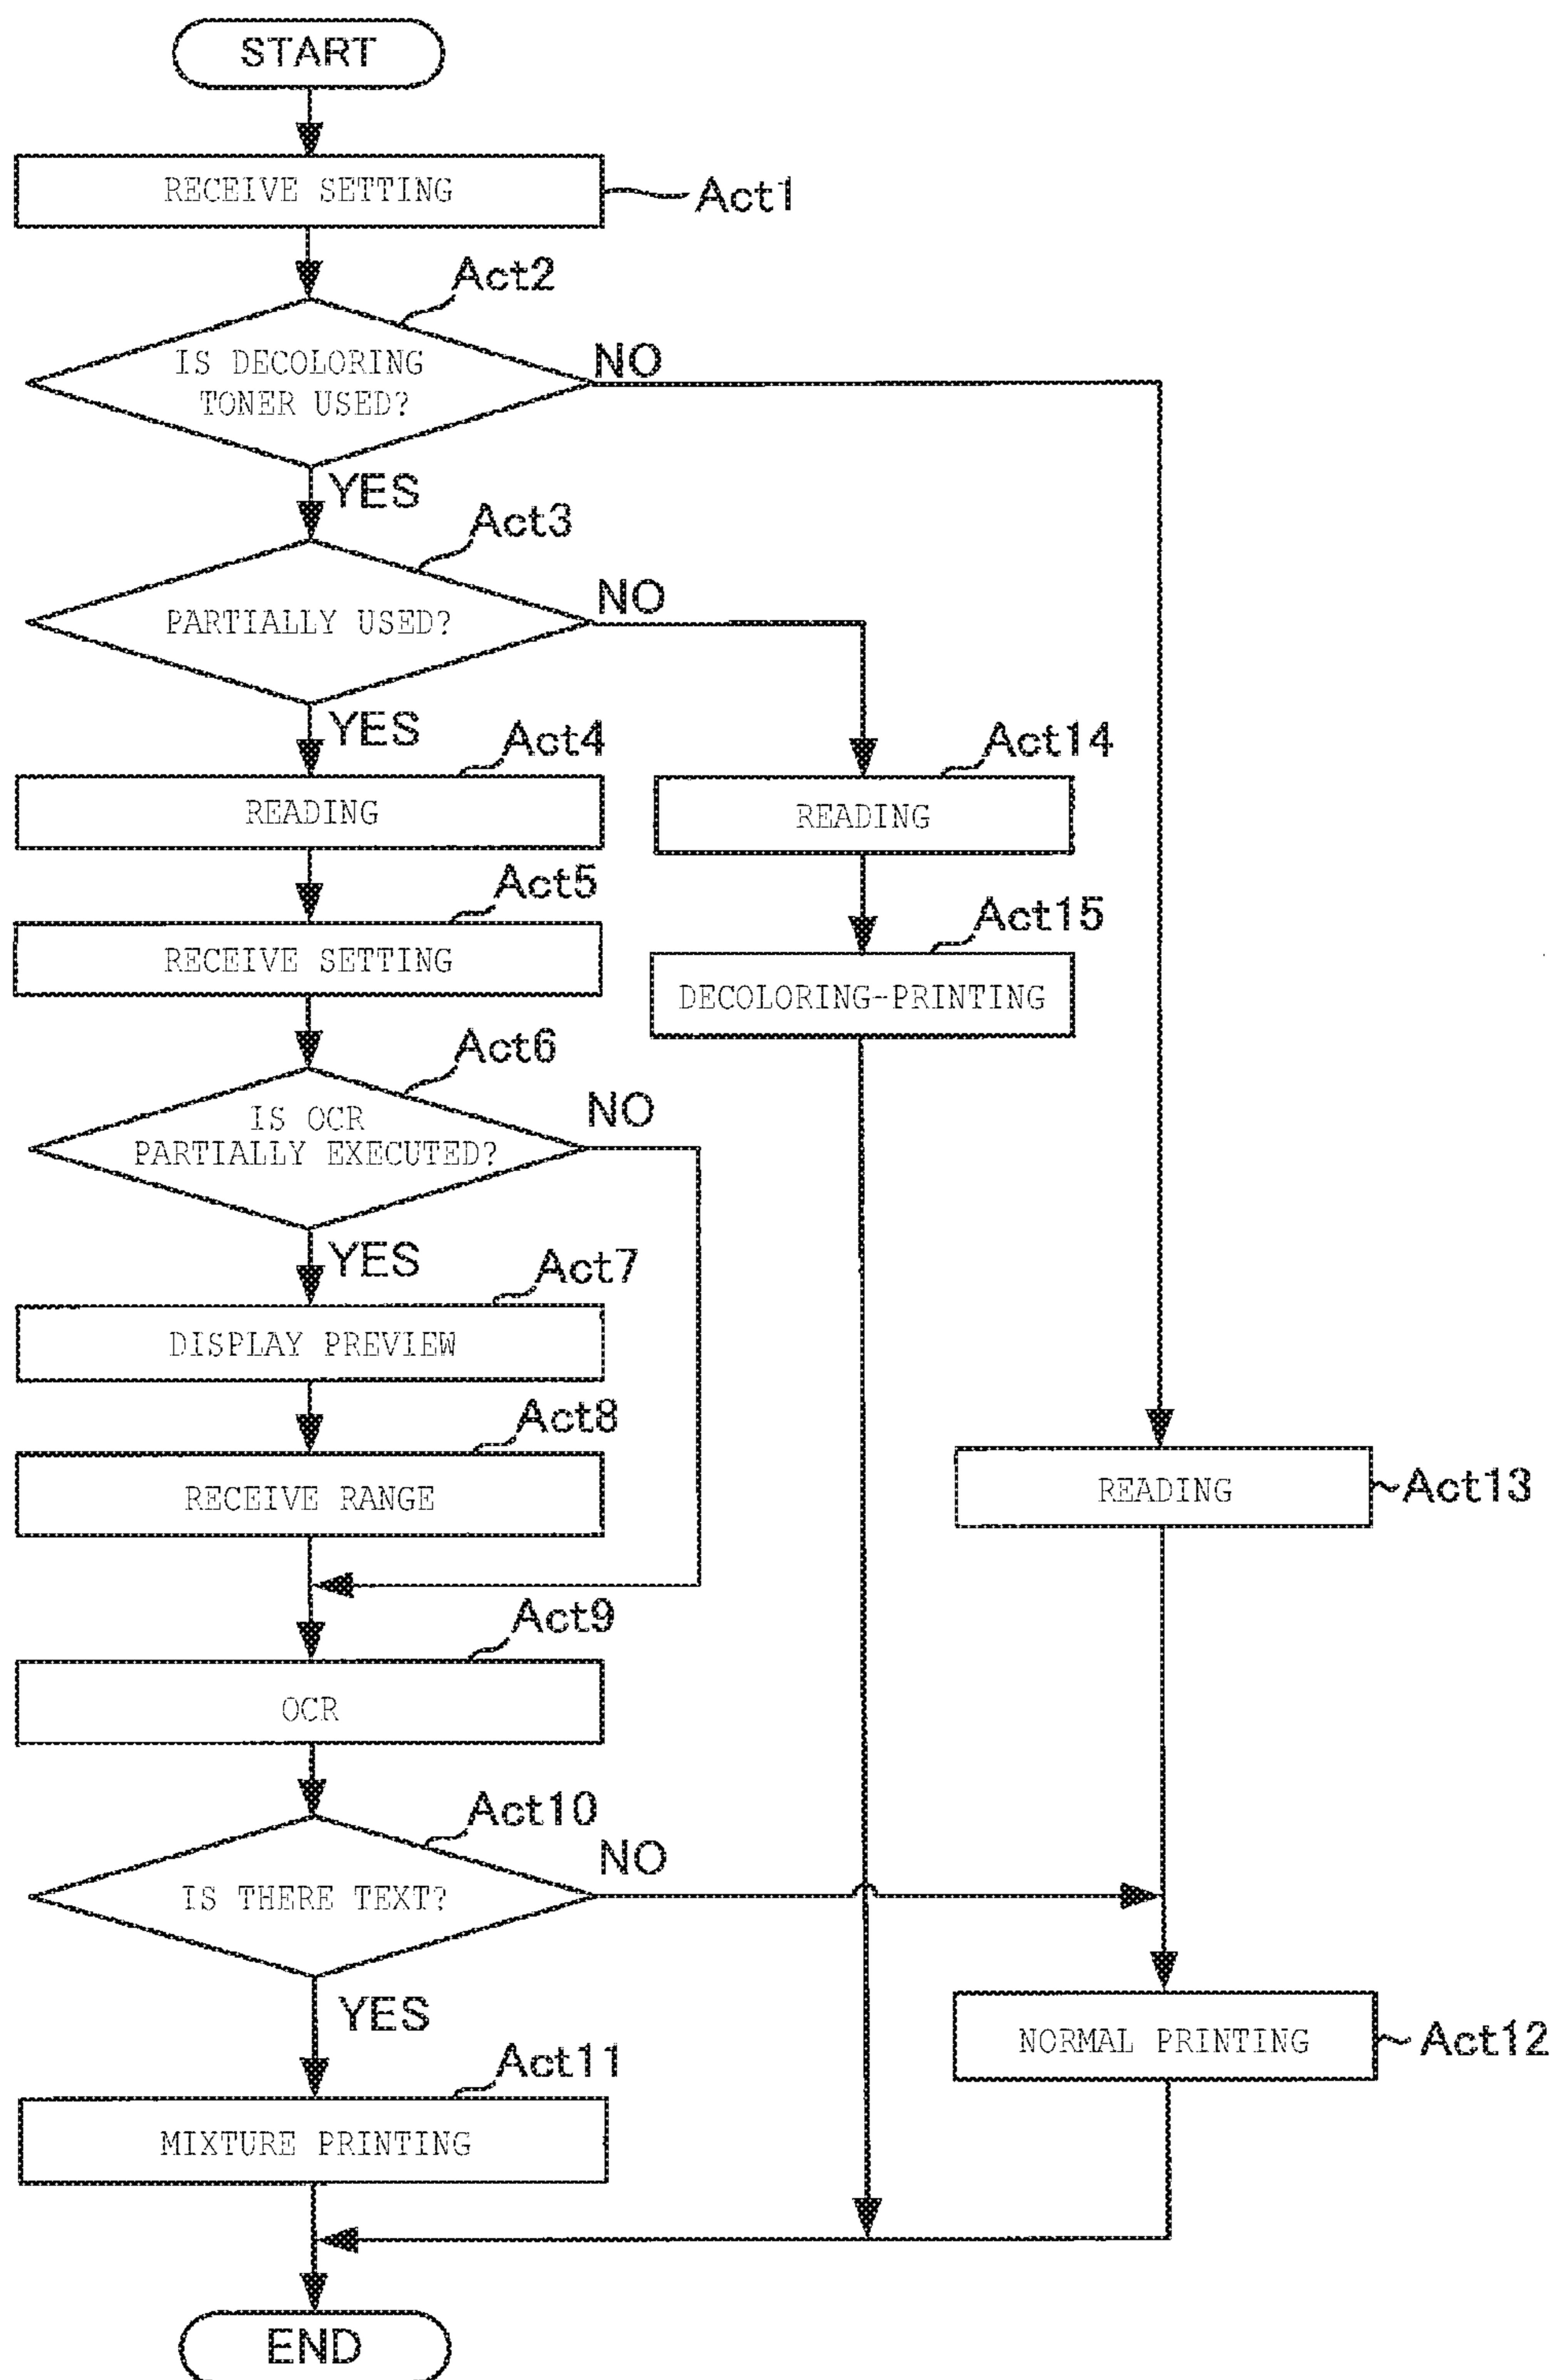 START
RECEIVE SETTING
Act1
Act2
IS DECOLORING
TONER USED?
NO
YES
Act3
PARTIALLY USED?
NO
YES
Act4
READING
Act14
READING
Act5
RECEIVE SETTING
Act15
DECOLORING-PRINTING
Act6
IS OCR
PARTIALLY EXECUTED?
NO
YES
Act7
DISPLAY PREVIEW
Act8
RECEIVE RANGE
READING
Act13
Act9
OCR
Act10
IS THERE TEXT?
NO
YES
NORMAL PRINTING
Act12
Act11
MIXTURE PRINTING
END